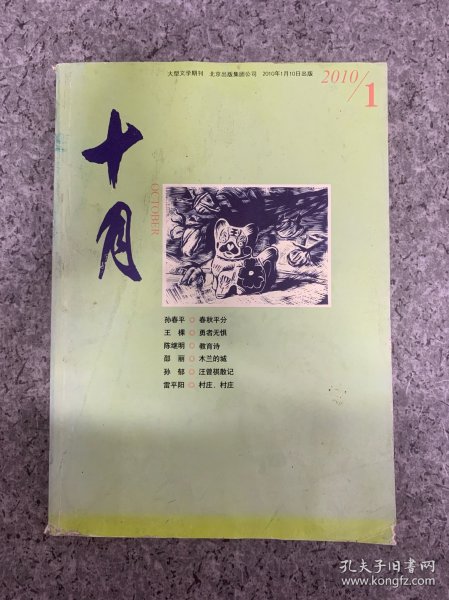 大型文学期刊 北京出版集团公司 2010年1月10日出版
2010/1
十月
OCTOBER
孙春平 ○ 春秋平分
王棵 ○ 勇者无惧
陈继明 ○ 教育诗
邵丽 ○ 木兰的城
孙郁 ○ 汪曾祺散记
雷平阳 ○ 村庄，村庄
孔夫子旧书网
www.kongfz.com